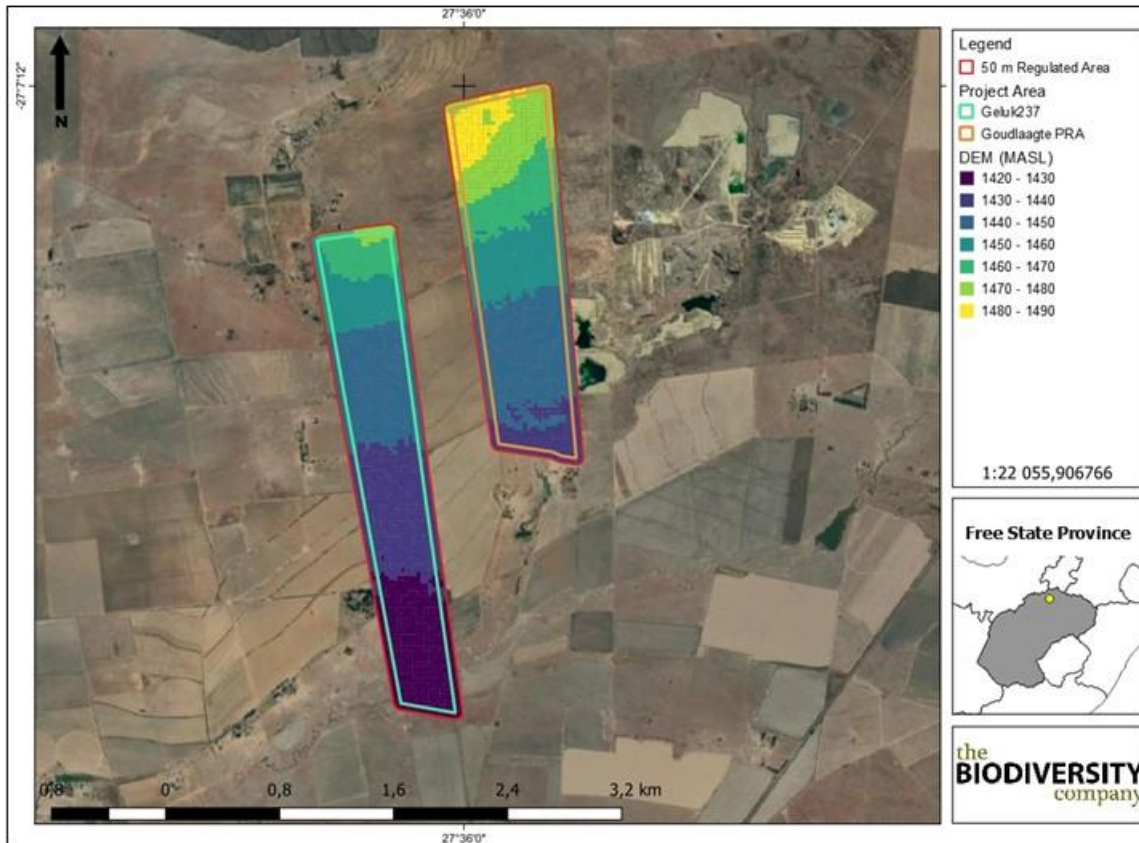 27°36'0"
-27°7'12"
N
0,8 0 0,8 1,6 2,4 3,2 km
27°36'0"
Legend
50 m Regulated Area
Project Area
Geluk237
Goudlaagte PRA
DEM (MASL)
1420 - 1430
1430 - 1440
1440 - 1450
1450 - 1460
1460 - 1470
1470 - 1480
1480 - 1490
1:22 055,906766
Free State Province
the
BIODIVERSITY
company